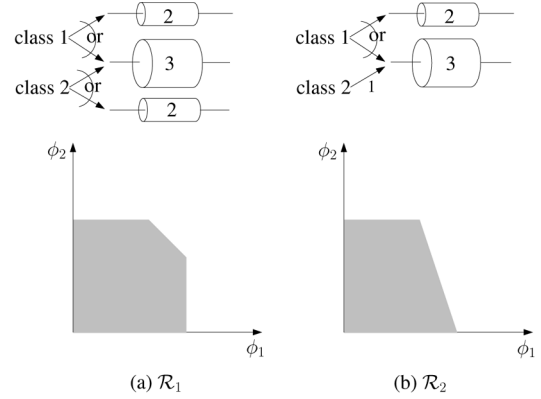 class 1
or
2
3
class 2
or
2
ϕ2
ϕ1
(a) ℛ1
class 1
or
2
3
class 2
1
ϕ2
ϕ1
(b) ℛ2